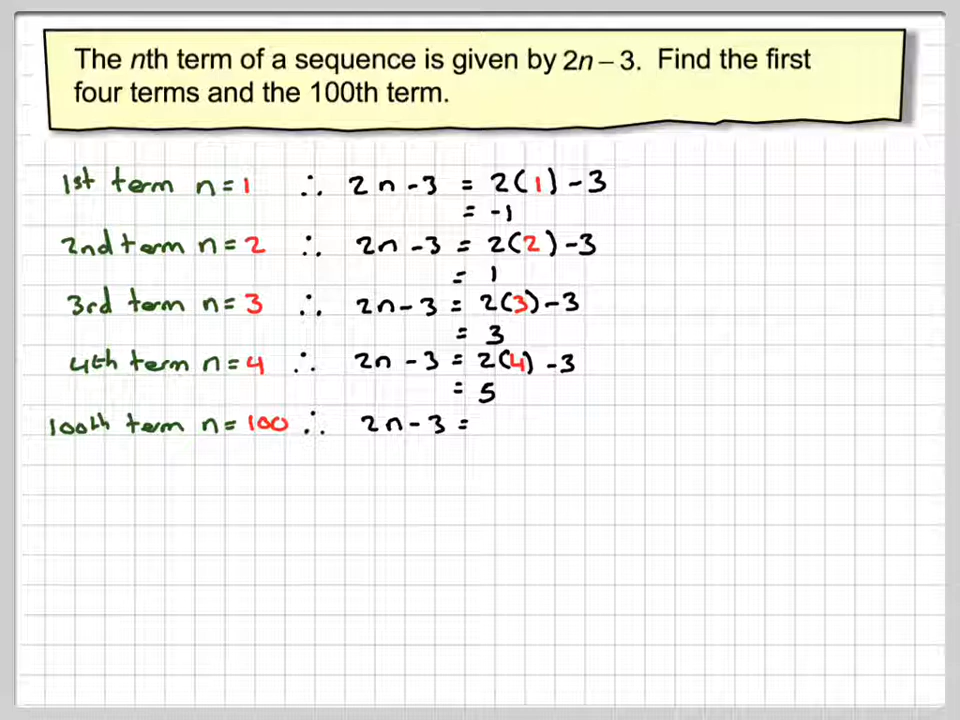 The nth term of a sequence is given by 2n – 3. Find the first
four terms and the 100th term.
1st term n = 1 ∴ 2n - 3 = 2(1) - 3
= -1
2nd term n = 2 ∴ 2n - 3 = 2(2) - 3
= 1
3rd term n = 3 ∴ 2n - 3 = 2(3) - 3
= 3
4th term n = 4 ∴ 2n - 3 = 2(4) - 3
= 5
100th term n = 100 ∴ 2n - 3 =